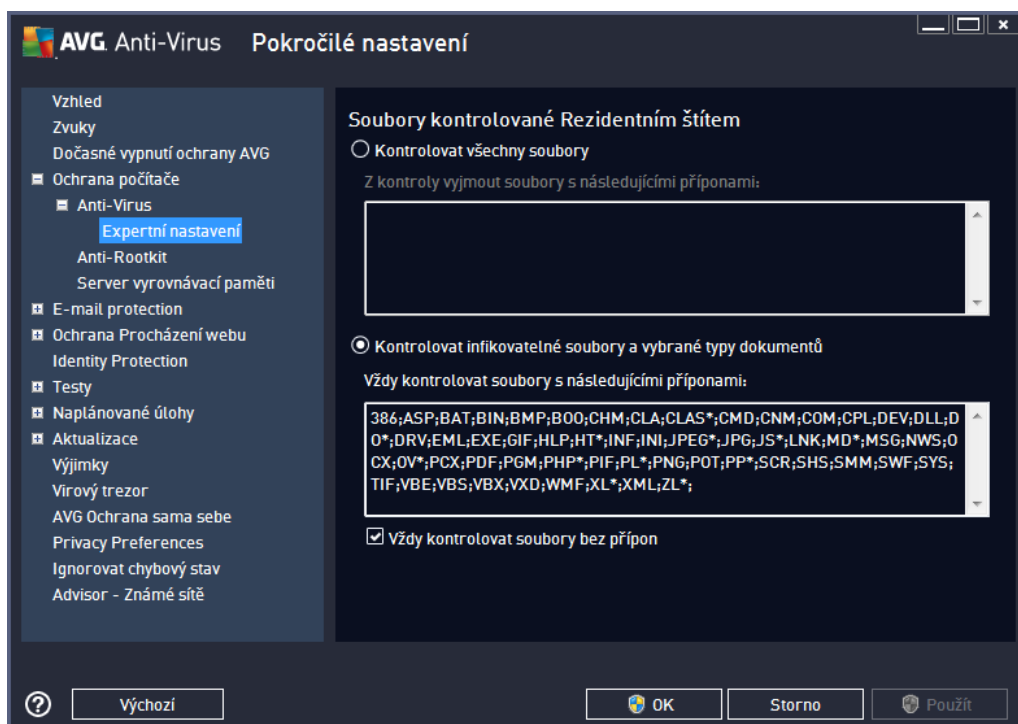 AVG. Anti-Virus Pokročilé nastavení
Vzhled
Zvuky
Dočasné vypnutí ochrany AVG
Ochrana počítače
Anti-Virus
Expertní nastavení
Anti-Rootkit
Server vyrovnávací paměti
E-mail protection
Ochrana Procházení webu
Identity Protection
Testy
Naplánované úlohy
Aktualizace
Výjimky
Virový trezor
AVG Ochrana sama sebe
Privacy Preferences
Ignorovat chybový stav
Advisor - Známé sítě
Soubory kontrolované Rezidentním štítem
Kontrolovat všechny soubory
Z kontroly vyjmout soubory s následujícími příponami:
Kontrolovat infikovatelné soubory a vybrané typy dokumentů
Vždy kontrolovat soubory s následujícími příponami:
386;ASP;BAT;BIN;BMP;BOO;CHM;CLA;CLAS*;CMD;CNM;COM;CPL;DEV;DLL;D
O*;DRV;EML;EXE;GIF;HLP;HT*;INF;INI;JPEG*;JPG;JS*;LNK;MD*;MSG;NWS;O
CX;OV*;PCX;PDF;PGM;PHP*;PIF;PL*;PNG;POT;PP*;SCR;SHS;SMM;SWF;SYS;
TIF;VBE;VBS;VBX;VXD;WMF;XL*;XML;ZL*;
Vždy kontrolovat soubory bez přípon
? Výchozí OK Storno Použít